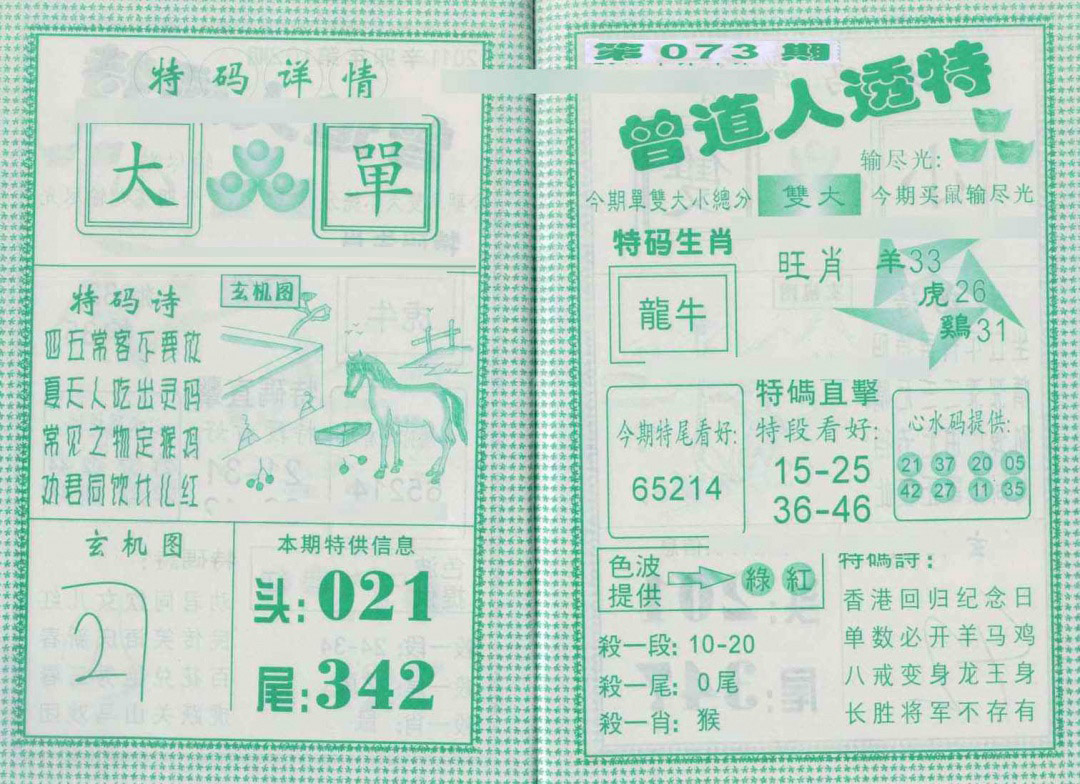 特码详情
大 單
特码诗
四五常客不要放
夏天人吃出灵码
常见之物定猴鸡
劝君同饮女儿红
玄机图
玄机图
本期特供信息
头:021
尾:342
第073期
曾道人透特
输尽光:
今期單雙大小總分 雙大 今期买鼠输尽光
特码生肖
龍牛
旺肖
羊33
虎26
鷄31
今期特尾看好:
65214
特碼直擊
特段看好:
15-25
36-46
心水码提供:
21 37 20 05
42 27 11 35
色波
提供
綠 紅
殺一段: 10-20
殺一尾: 0尾
殺一肖: 猴
特碼詩:
香港回归纪念日
单数必开羊马鸡
八戒变身龙王身
长胜将军不存有